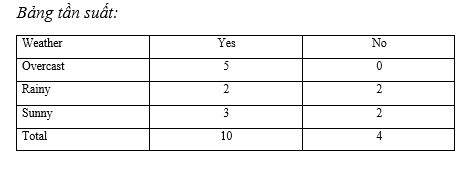 Bảng tần suất:
Weather Yes No
Overcast 5 0
Rainy 2 2
Sunny 3 2
Total 10 4